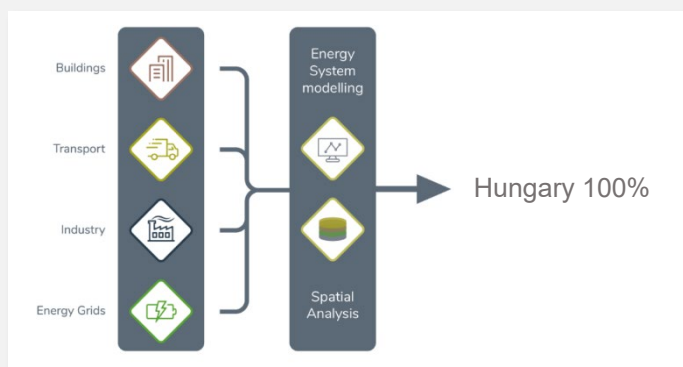 Buildings
Transport
Industry
Energy Grids
Energy
System
modelling
Spatial
Analysis
Hungary 100%